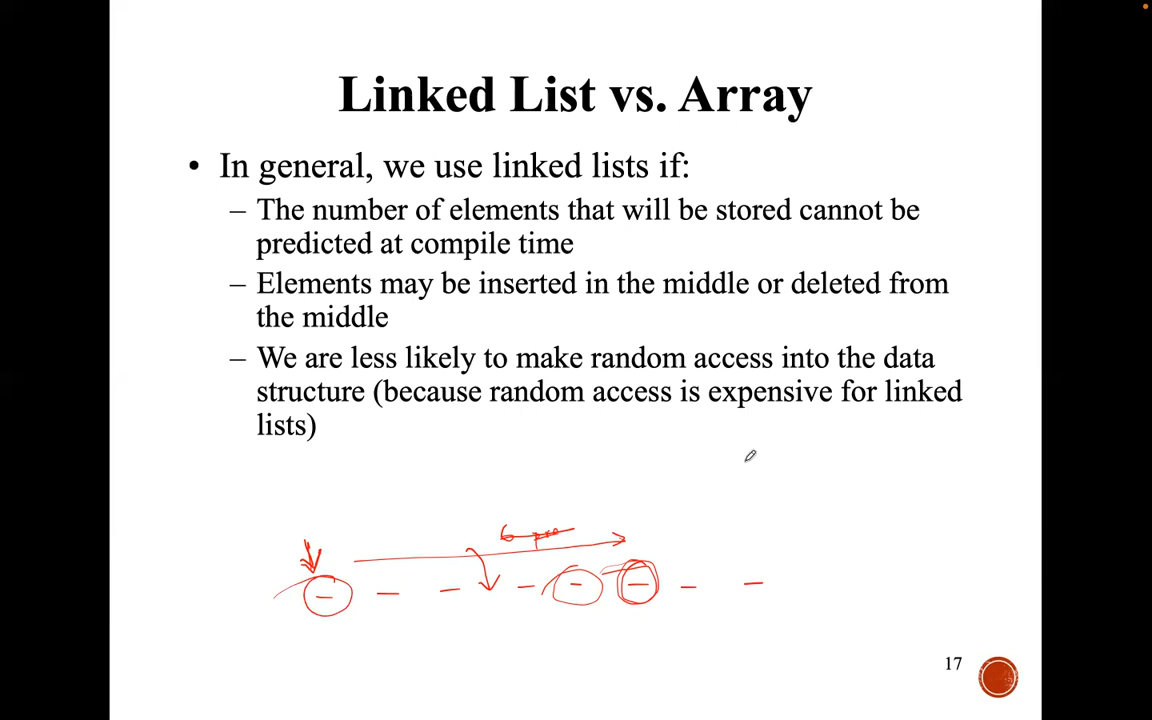 Linked List vs. Array
• In general, we use linked lists if:
– The number of elements that will be stored cannot be
predicted at compile time
– Elements may be inserted in the middle or deleted from
the middle
– We are less likely to make random access into the data
structure (because random access is expensive for linked
lists)
17